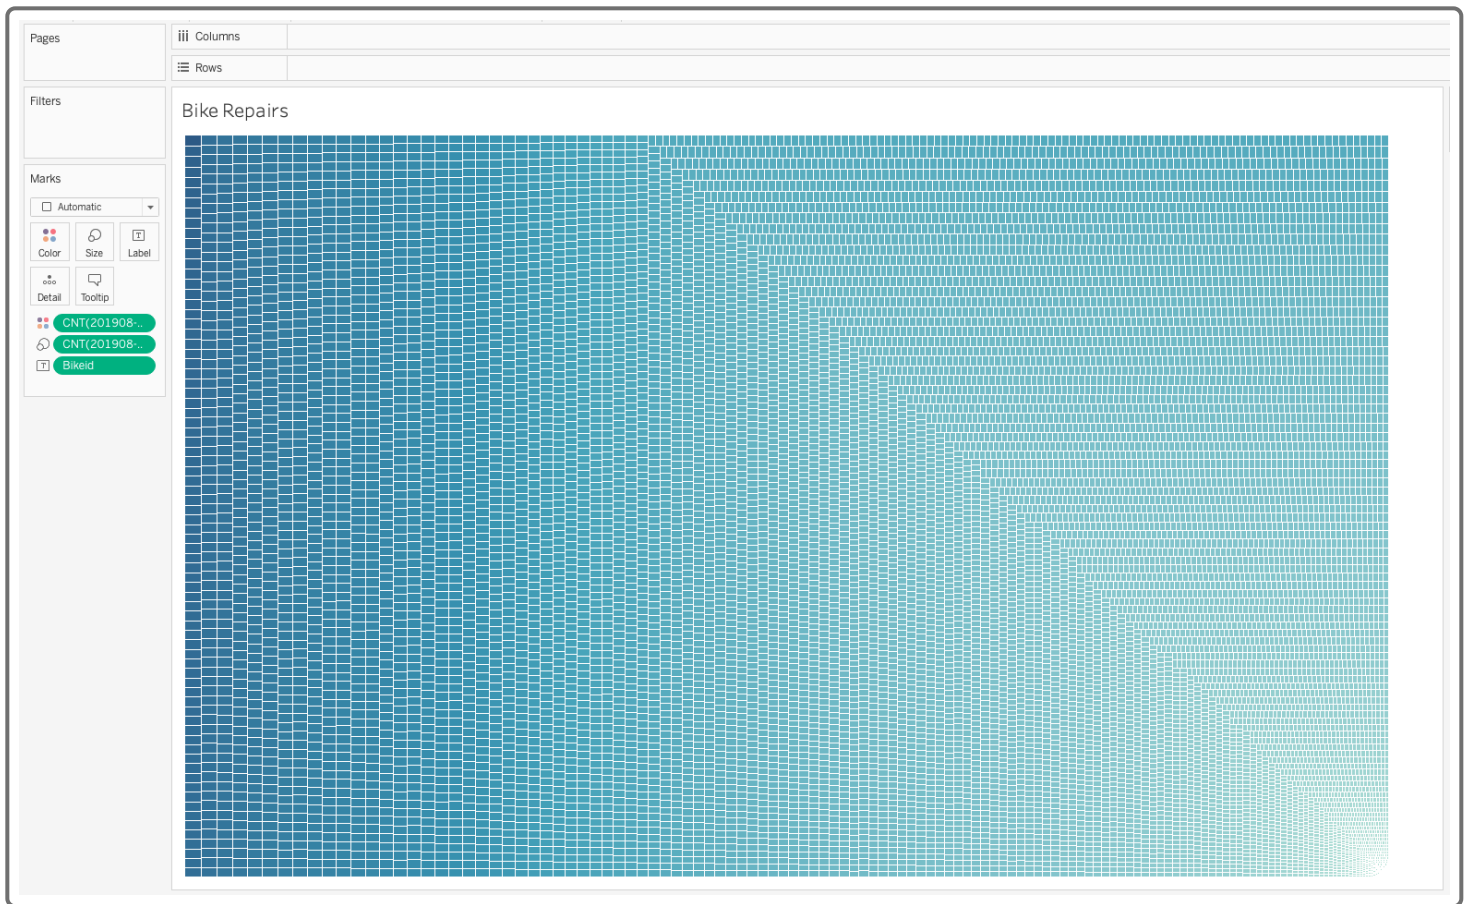 Pages
Columns
Rows
Filters
Bike Repairs
Marks
Automatic
Color
Size
Label
Detail
Tooltip
CNT(201908-..
CNT(201908-..
Bikeid